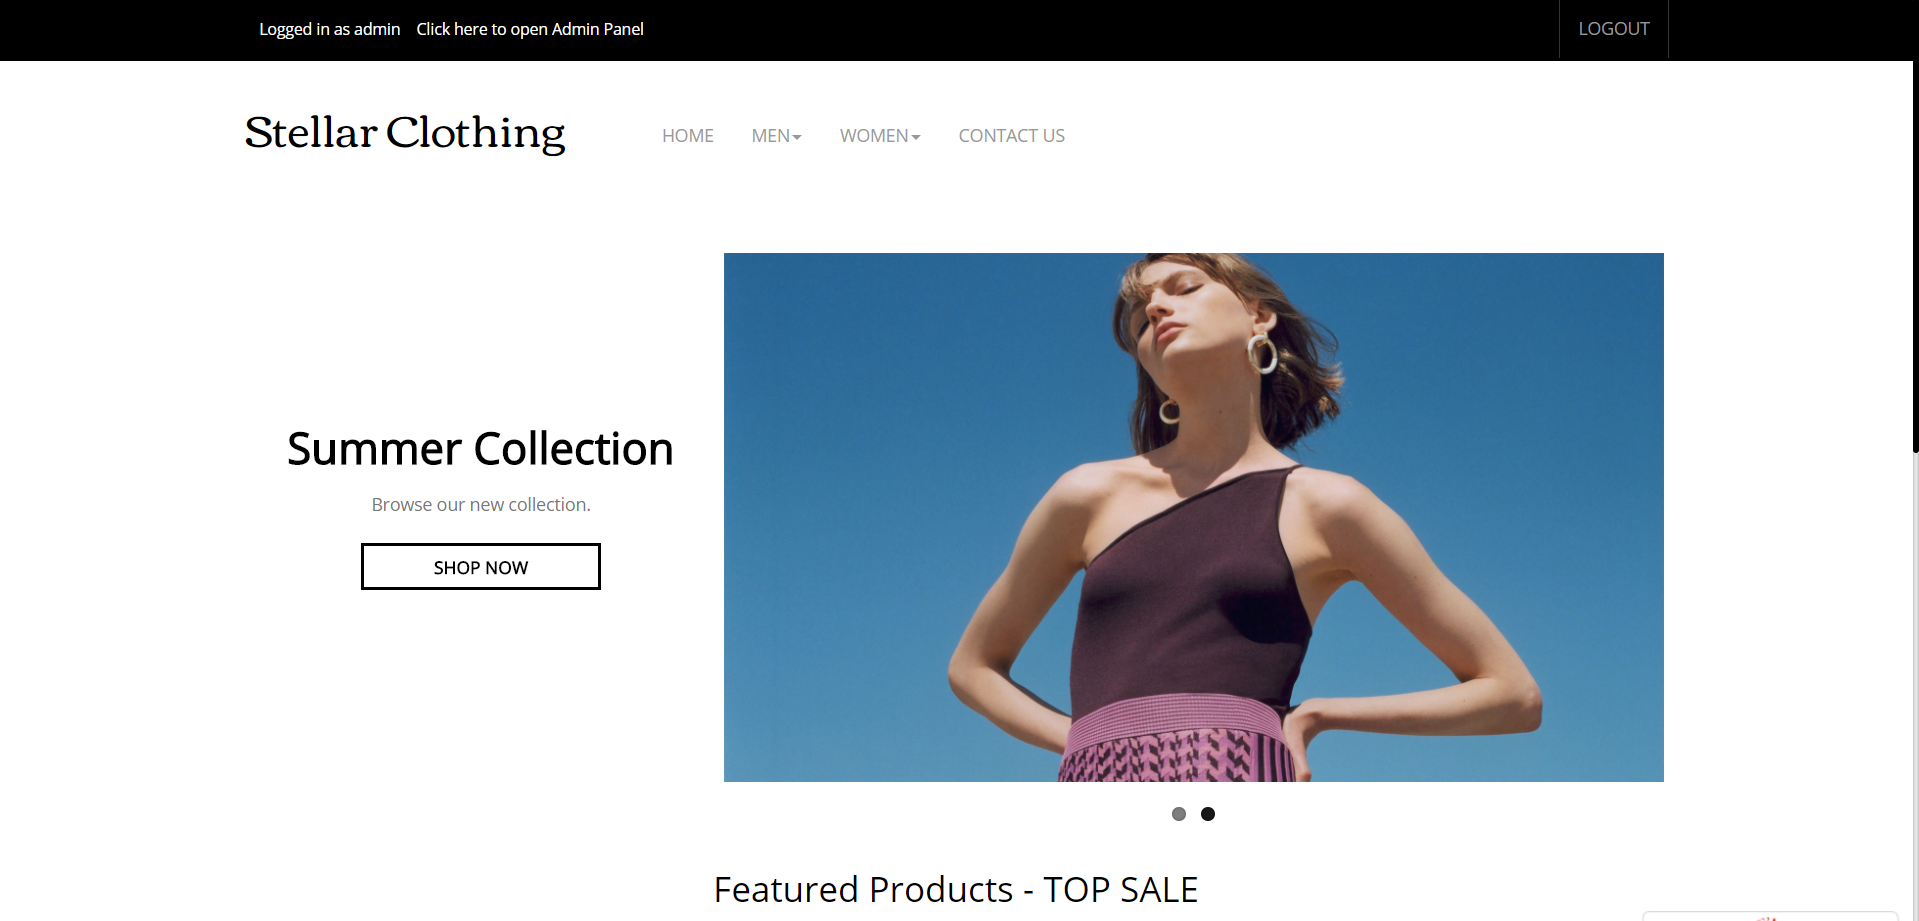 Logged in as admin Click here to open Admin Panel LOGOUT
Stellar Clothing
HOME MEN WOMEN CONTACT US
Summer Collection
Browse our new collection.
SHOP NOW
Featured Products - TOP SALE